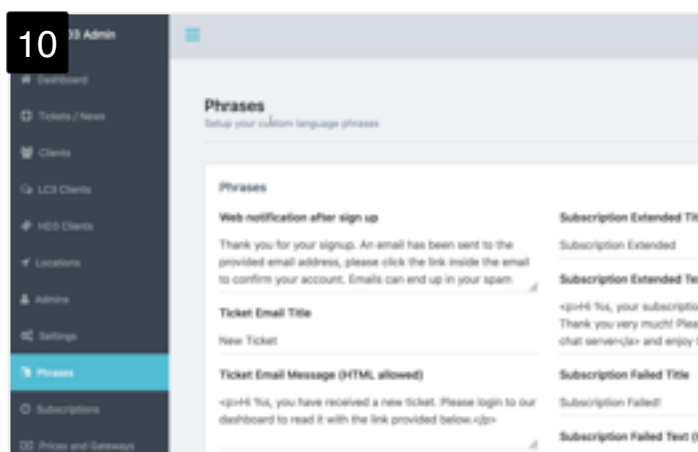 10
3 Admin
Dashboard
Tickets / News
Clients
LC3 Clients
HD3 Clients
Locations
Admins
Settings
Phrases
Subscriptions
Prices and Gateways
Phrases
Setup your custom language phrases
Phrases
Web notification after sign up
Thank you for your signup. An email has been sent to the
provided email address, please click the link inside the email
to confirm your account. Emails can end up in your spam
Ticket Email Title
New Ticket
Ticket Email Message (HTML allowed)
<p>Hi %s, you have received a new ticket. Please login to our
dashboard to read it with the link provided below.</p>
Subscription Extended Tit
Subscription Extended
Subscription Extended Te
<p>Hi %s, your subscriptio
Thank you very much! Plea
chat server</a> and enjoy
Subscription Failed Title
Subscription Failed!
Subscription Failed Text (